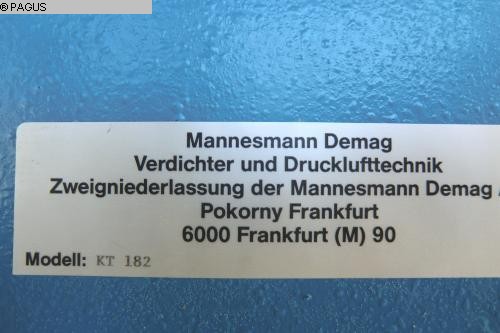 © PAGUS
Mannesmann Demag
Verdichter und Drucklufttechnik
Zweigniederlassung der Mannesmann Demag
Pokorny Frankfurt
6000 Frankfurt (M) 90
Modell: KT 182